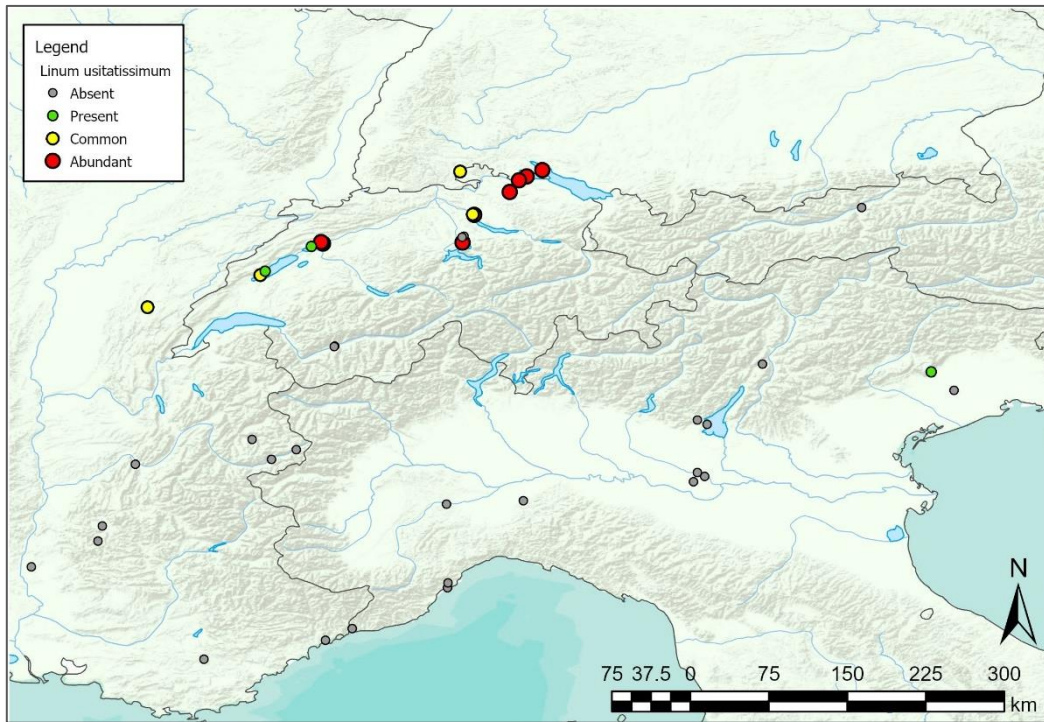 Legend
Linum usitatissimum
Absent
Present
Common
Abundant
N
75 37.5 0 75 150 225 300
km